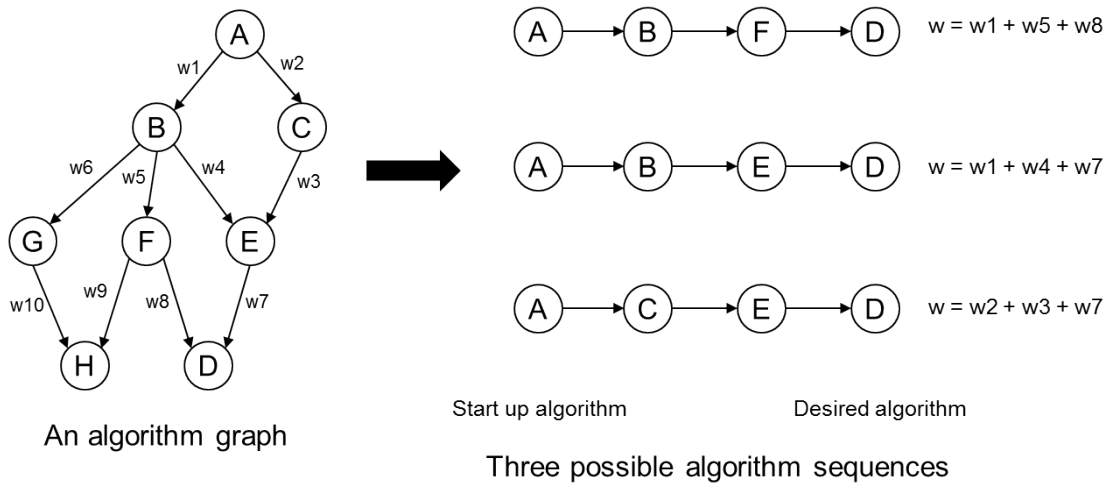 A
w1
w2
B
C
w6
w5
w4
w3
G
F
E
w10
w9
w8
w7
H
D
An algorithm graph
A B F D w = w1 + w5 + w8
A B E D w = w1 + w4 + w7
A C E D w = w2 + w3 + w7
Start up algorithm Desired algorithm
Three possible algorithm sequences